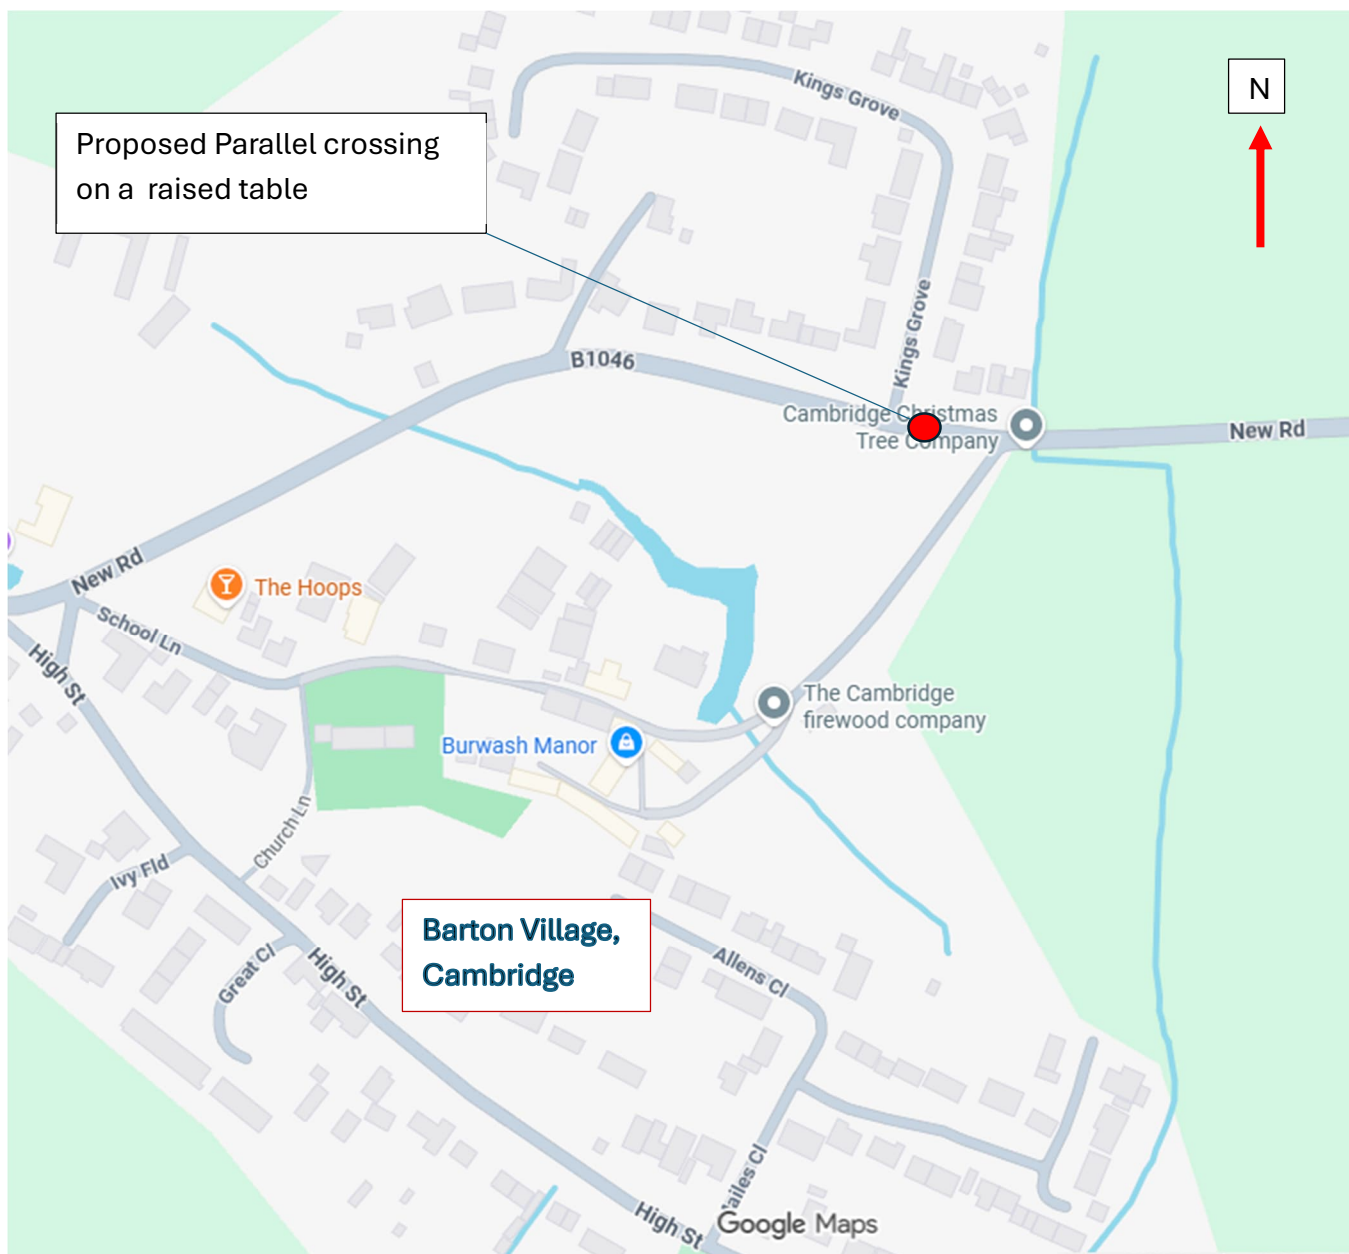 Kings Grove
N
Proposed Parallel crossing
on a raised table
Kings Grove
B1046
Cambridge Christmas
Tree Company
New Rd
New Rd
The Hoops
School Ln
High St
The Cambridge
firewood company
Burwash Manor
Church Ln
Ivy Fld
Barton Village,
Cambridge
Allens Cl
Great Cl
High St
High St
Google Maps